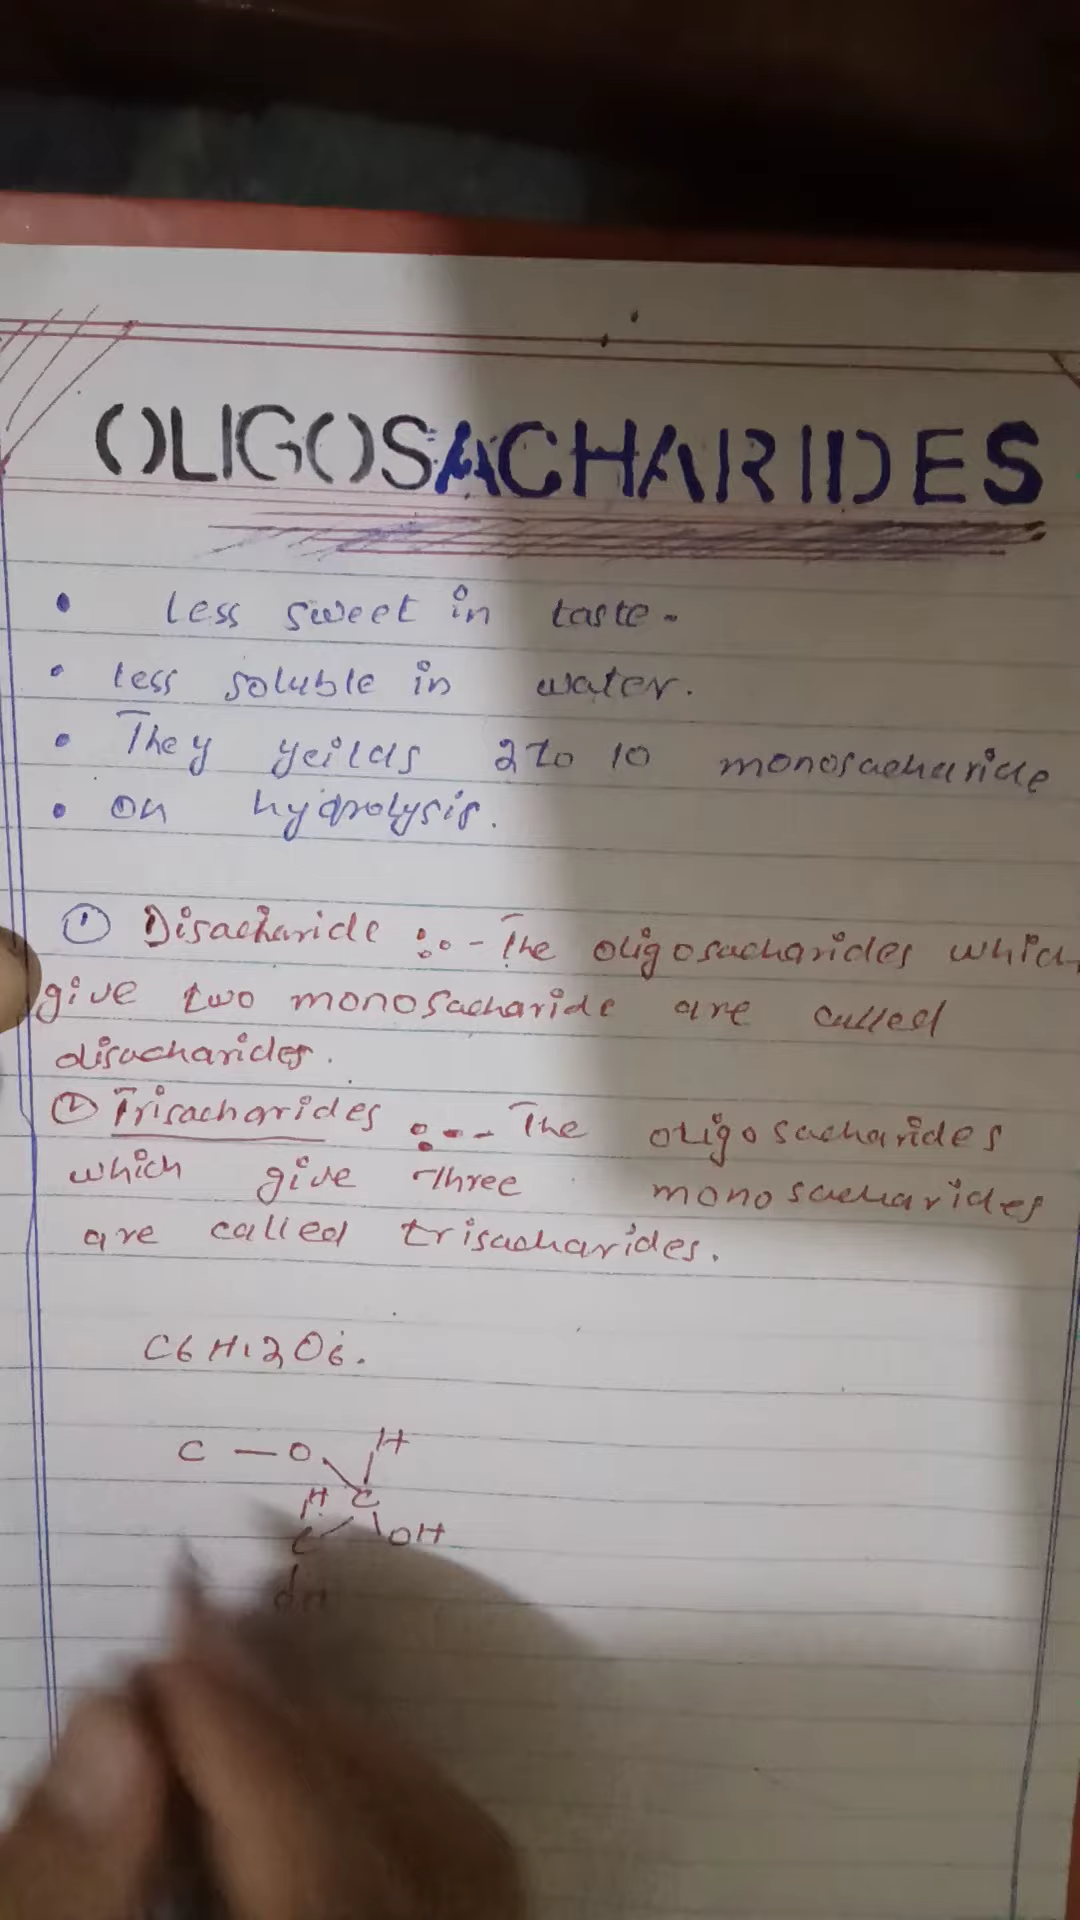 OLIGOSACHARIDES
• Less sweet in taste.
• less soluble in water.
• They yeilds 2 to 10 monosacharide
• on hydrolysis.
① Disacharide :- The oligosacharides which
give two monosacharide are called
disacharides.
② Trisacharides :- The oligosacharides
which give three monosacharides
are called trisacharides.
C6H12O6.
C — O H
H C
C OH